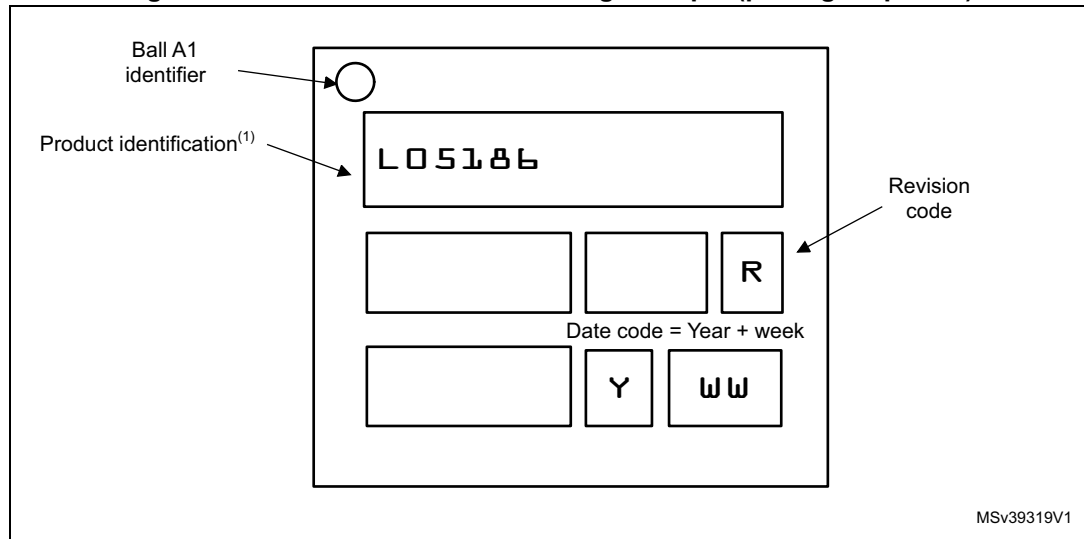 Ball A1
identifier
Product identification(1)
L05186
Revision
code
R
Date code = Year + week
Y
WW
MSv39319V1